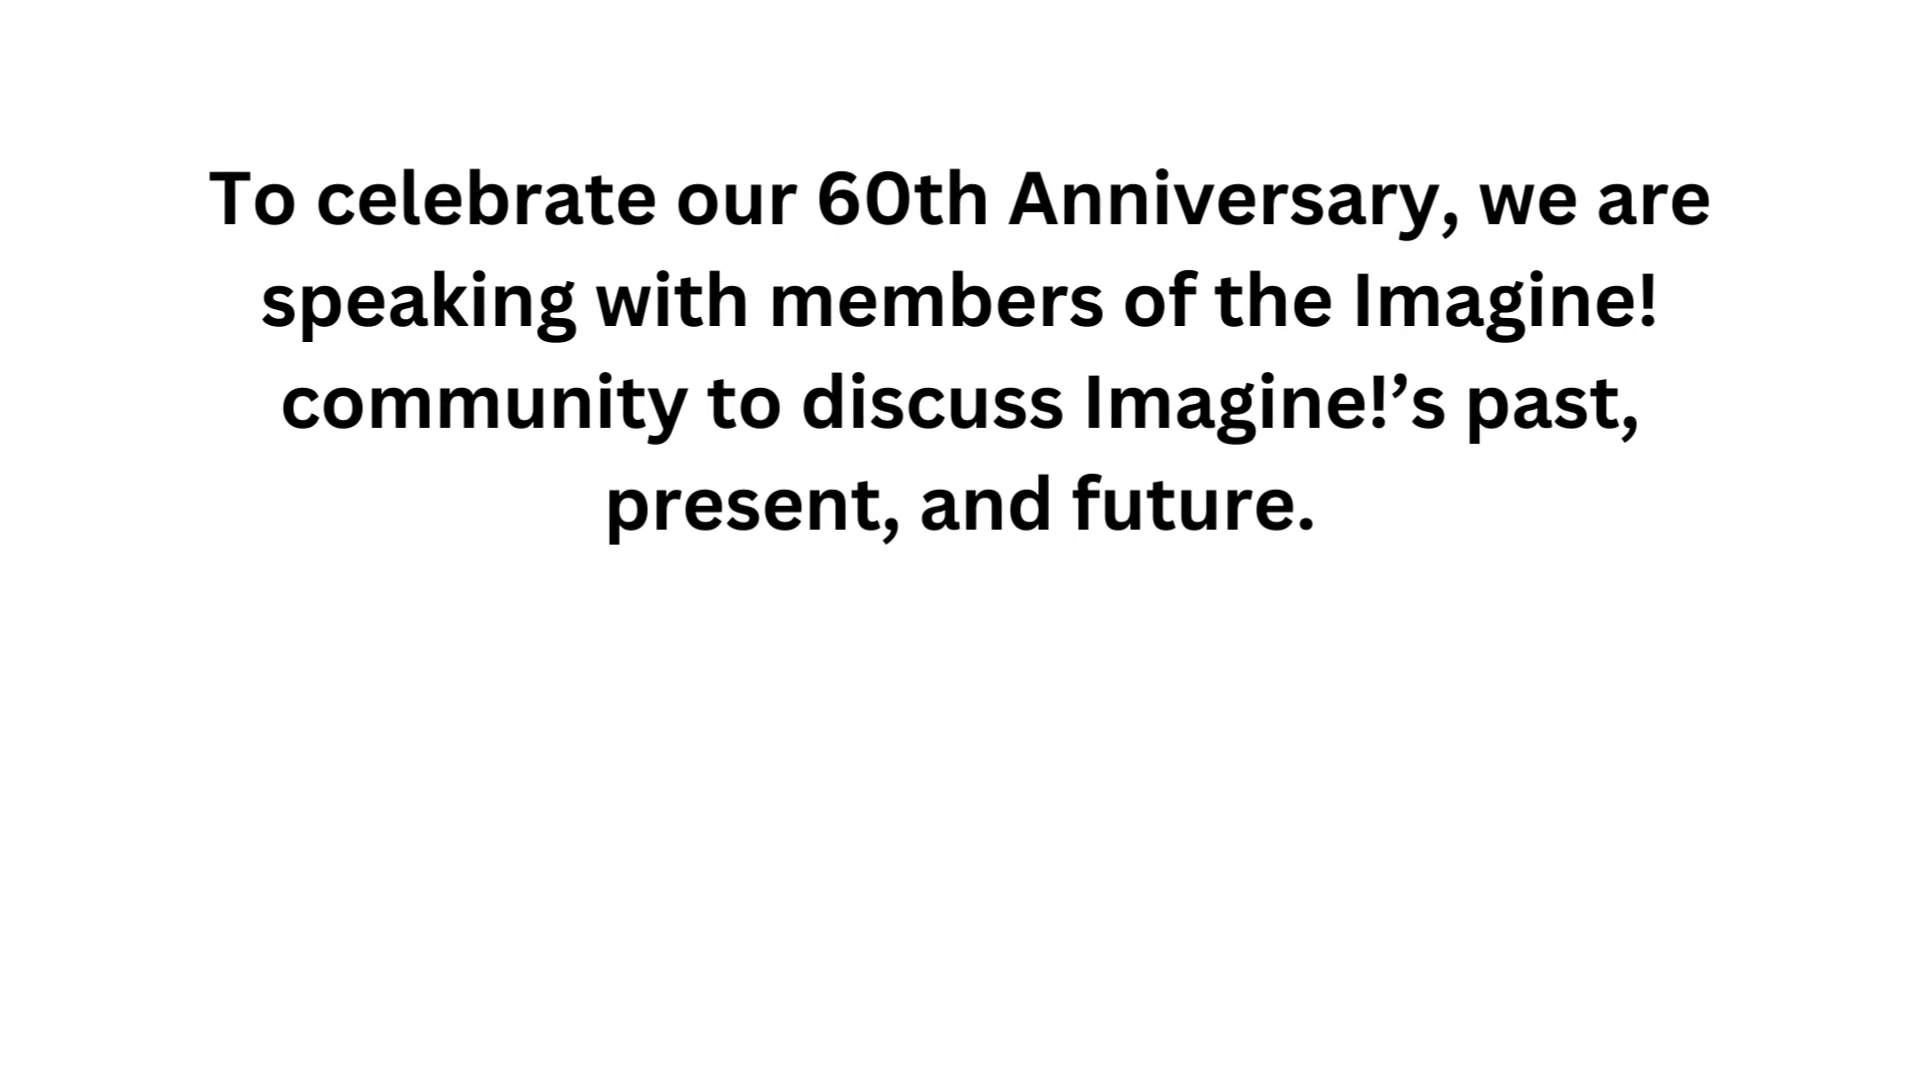 To celebrate our 60th Anniversary, we are
speaking with members of the Imagine!
community to discuss Imagine!’s past,
present, and future.